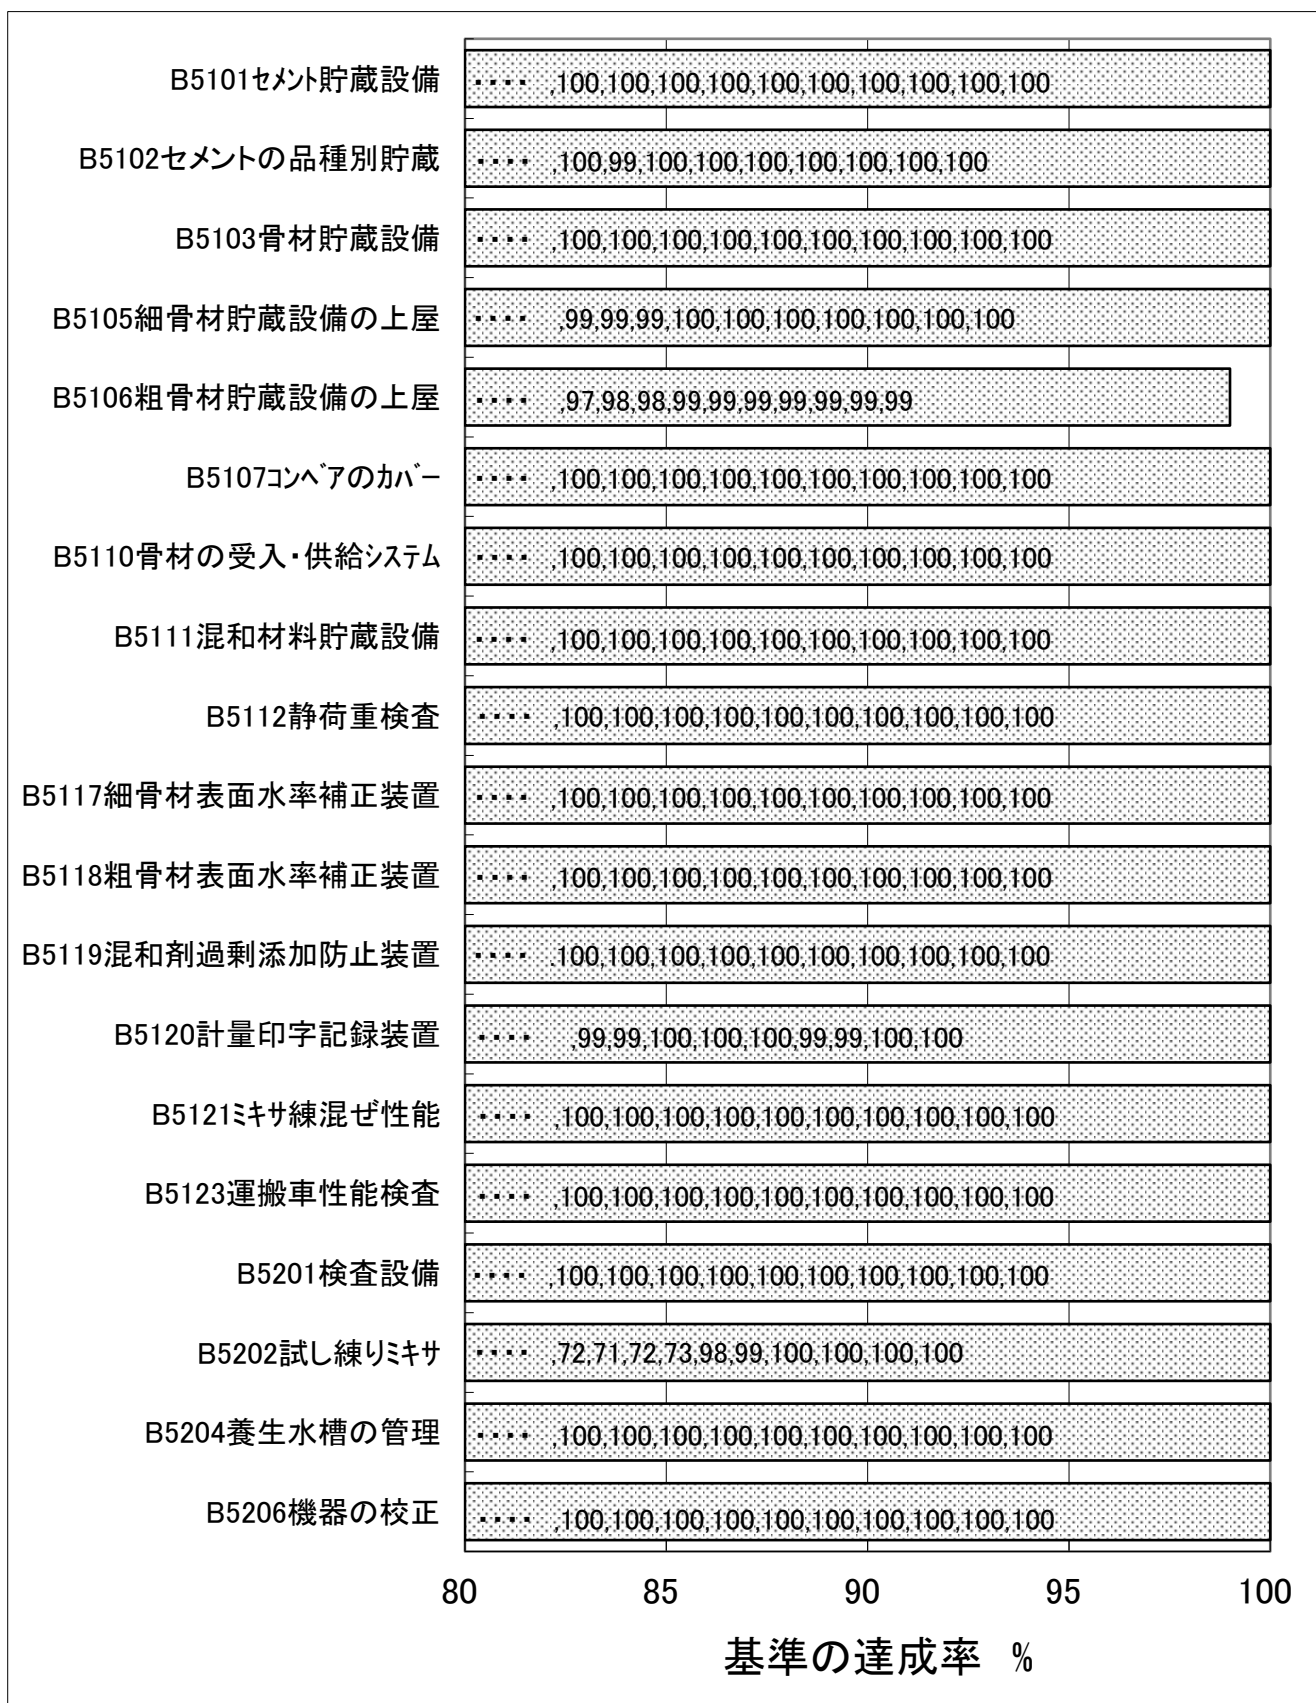 B5101セメント貯蔵設備 ････ ,100,100,100,100,100,100,100,100,100,100
B5102セメントの品種別貯蔵 ････ ,100,99,100,100,100,100,100,100,100
B5103骨材貯蔵設備 ････ ,100,100,100,100,100,100,100,100,100,100
B5105細骨材貯蔵設備の上屋 ････ ,99,99,99,100,100,100,100,100,100,100
B5106粗骨材貯蔵設備の上屋 ････ ,97,98,98,99,99,99,99,99,99,99
B5107コンベアのカバー ････ ,100,100,100,100,100,100,100,100,100,100
B5110骨材の受入・供給システム ････ ,100,100,100,100,100,100,100,100,100,100
B5111混和材料貯蔵設備 ････ ,100,100,100,100,100,100,100,100,100,100
B5112静荷重検査 ････ ,100,100,100,100,100,100,100,100,100,100
B5117細骨材表面水率補正装置 ････ ,100,100,100,100,100,100,100,100,100,100
B5118粗骨材表面水率補正装置 ････ ,100,100,100,100,100,100,100,100,100,100
B5119混和剤過剰添加防止装置 ････ ,100,100,100,100,100,100,100,100,100,100
B5120計量印字記録装置 ････ ,99,99,100,100,100,99,99,100,100
B5121ミキサ練混ぜ性能 ････ ,100,100,100,100,100,100,100,100,100,100
B5123運搬車性能検査 ････ ,100,100,100,100,100,100,100,100,100,100
B5201検査設備 ････ ,100,100,100,100,100,100,100,100,100,100
B5202試し練りミキサ ････ ,72,71,72,73,98,99,100,100,100,100
B5204養生水槽の管理 ････ ,100,100,100,100,100,100,100,100,100,100
B5206機器の校正 ････ ,100,100,100,100,100,100,100,100,100,100
80 85 90 95 100
基準の達成率 %